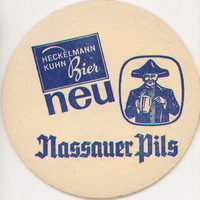 HECKELMANN
KUHN Bier
neu
Nassauer Pils